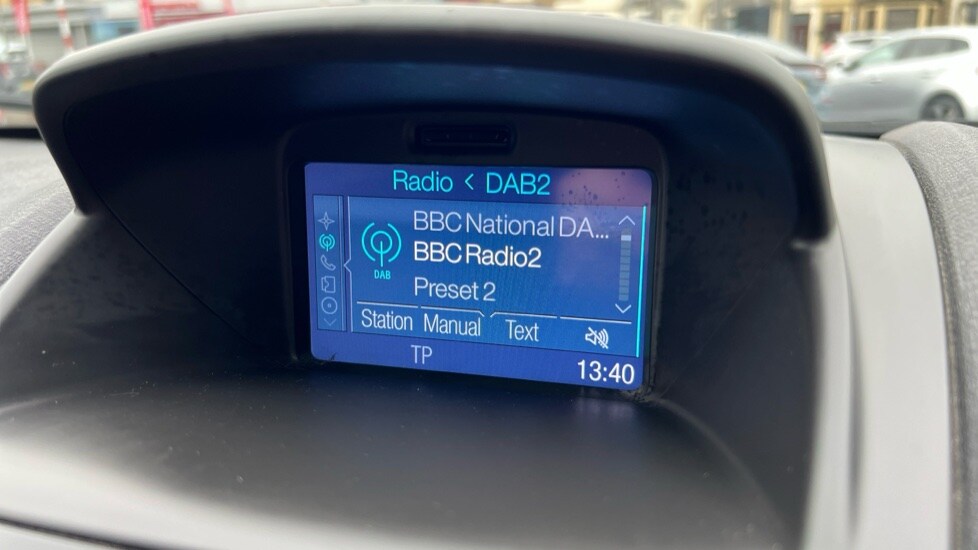 Radio < DAB2
BBC National DA...
BBC Radio2
DAB
Preset 2
Station Manual Text
TP
13:40